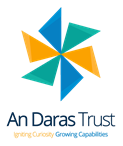 An Daras Trust
Igniting Curiosity Growing Capabilities